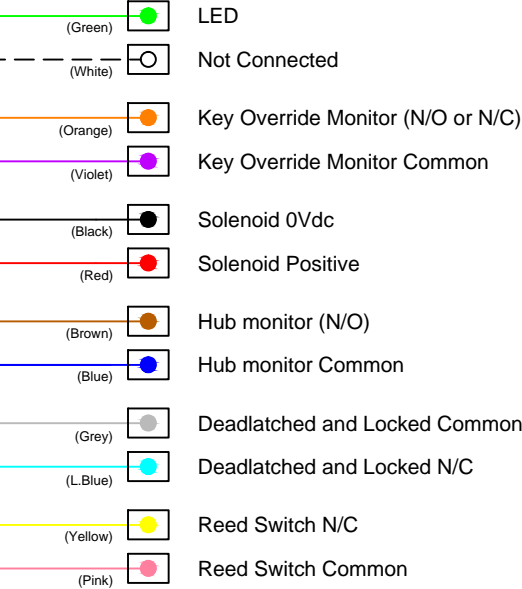 (Green) LED
(White) Not Connected
(Orange) Key Override Monitor (N/O or N/C)
(Violet) Key Override Monitor Common
(Black) Solenoid 0Vdc
(Red) Solenoid Positive
(Brown) Hub monitor (N/O)
(Blue) Hub monitor Common
(Grey) Deadlatched and Locked Common
(L.Blue) Deadlatched and Locked N/C
(Yellow) Reed Switch N/C
(Pink) Reed Switch Common